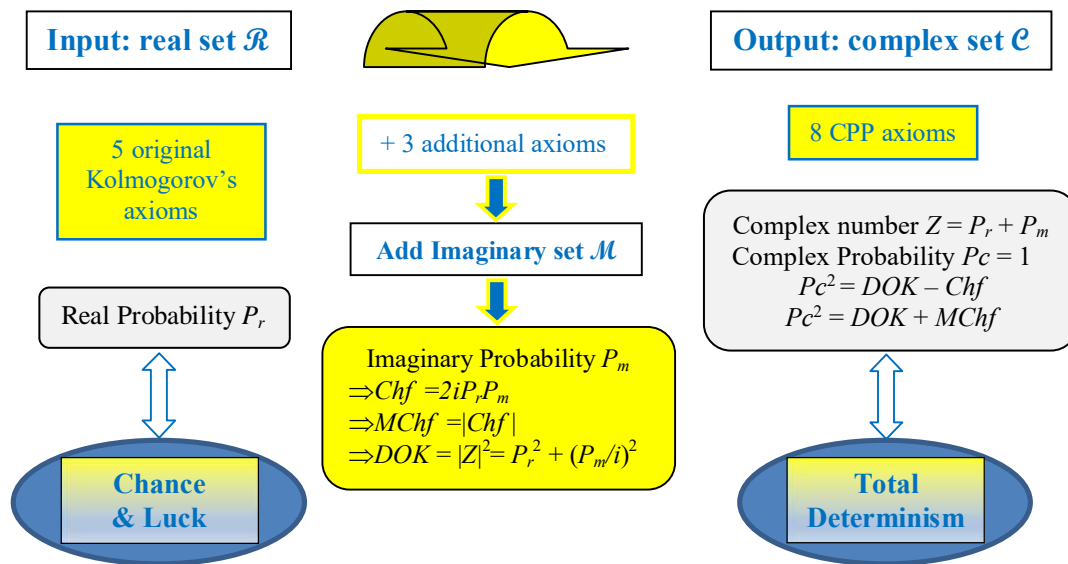 Input: real set ℛ
5 original
Kolmogorov's
axioms
Real Probability Pᵣ
Chance
& Luck
+ 3 additional axioms
Add Imaginary set ℳ
Imaginary Probability Pₘ
⇒Chf =2iPᵣPₘ
⇒MChf =|Chf|
⇒DOK = |Z|²= Pᵣ² + (Pₘ/i)²
Output: complex set 𝒞
8 CPP axioms
Complex number Z = Pᵣ + Pₘ
Complex Probability Pc = 1
Pc² = DOK – Chf
Pc² = DOK + MChf
Total
Determinism